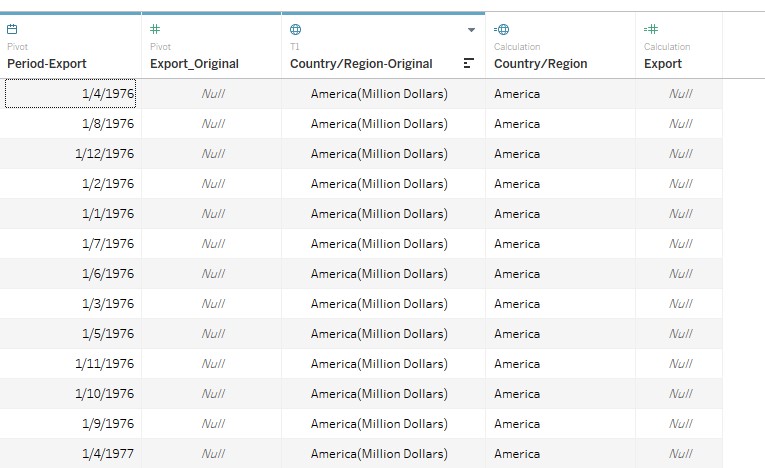 Pivot Pivot T1 Calculation Calculation
Period-Export Export_Original Country/Region-Original Country/Region Export
1/4/1976 Null America(Million Dollars) America Null
1/8/1976 Null America(Million Dollars) America Null
1/12/1976 Null America(Million Dollars) America Null
1/2/1976 Null America(Million Dollars) America Null
1/1/1976 Null America(Million Dollars) America Null
1/7/1976 Null America(Million Dollars) America Null
1/6/1976 Null America(Million Dollars) America Null
1/3/1976 Null America(Million Dollars) America Null
1/5/1976 Null America(Million Dollars) America Null
1/11/1976 Null America(Million Dollars) America Null
1/10/1976 Null America(Million Dollars) America Null
1/9/1976 Null America(Million Dollars) America Null
1/4/1977 Null America(Million Dollars) America Null